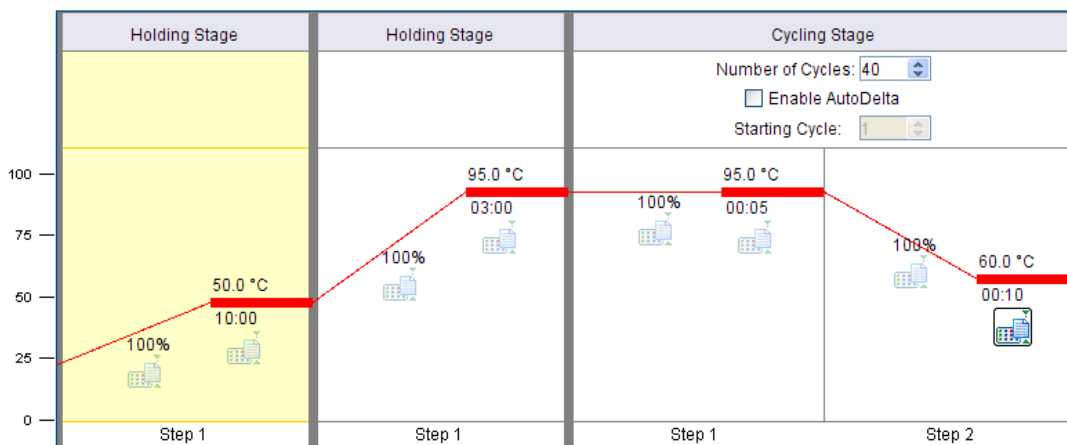 Holding Stage
Holding Stage
Cycling Stage
Number of Cycles: 40
Enable AutoDelta
Starting Cycle: 1
100
75
50
25
0
50.0 °C
10:00
100%
95.0 °C
03:00
100%
95.0 °C
00:05
100%
60.0 °C
00:10
100%
Step 1
Step 1
Step 1
Step 2